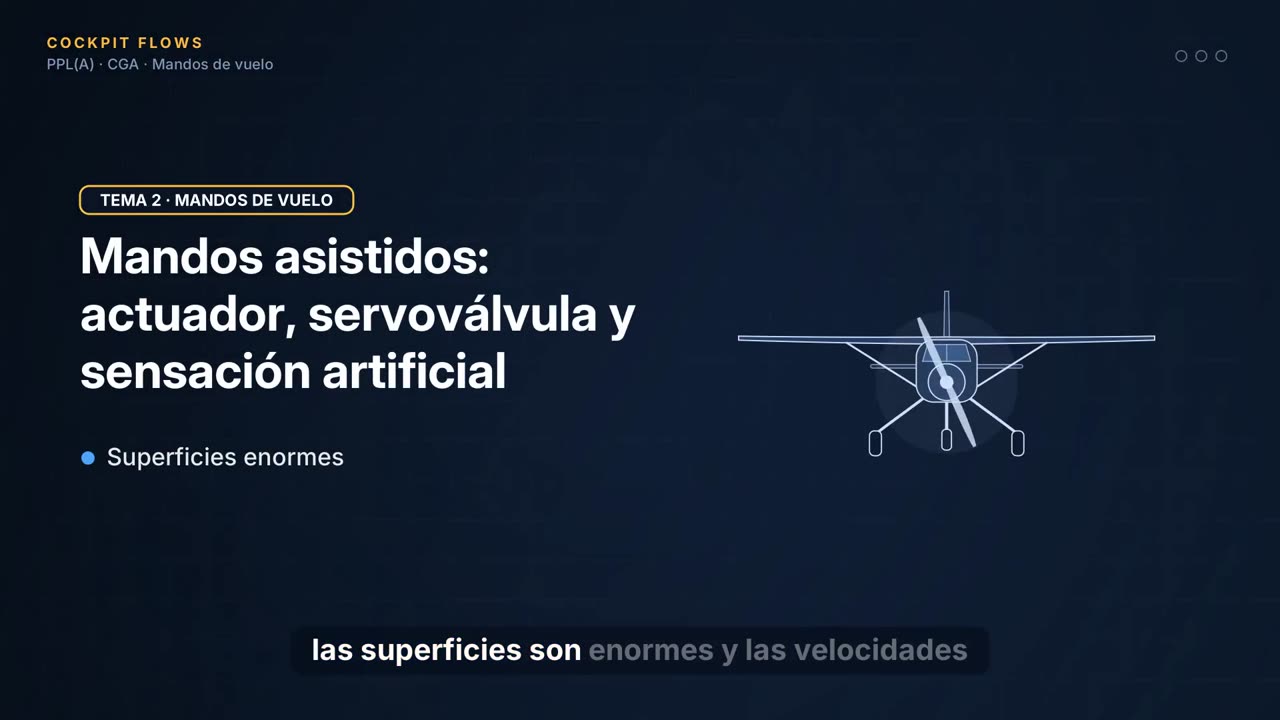 COCKPIT FLOWS
PPL(A) · CGA · Mandos de vuelo
TEMA 2 · MANDOS DE VUELO
Mandos asistidos:
actuador, servoválvula y
sensación artificial
Superficies enormes
las superficies son enormes y las velocidades